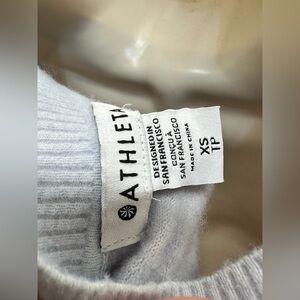 ATHLETA
DESIGNED IN
SAN FRANCISCO
CONÇU À
SAN FRANCISCO
MADE IN CHINA
XS
TP